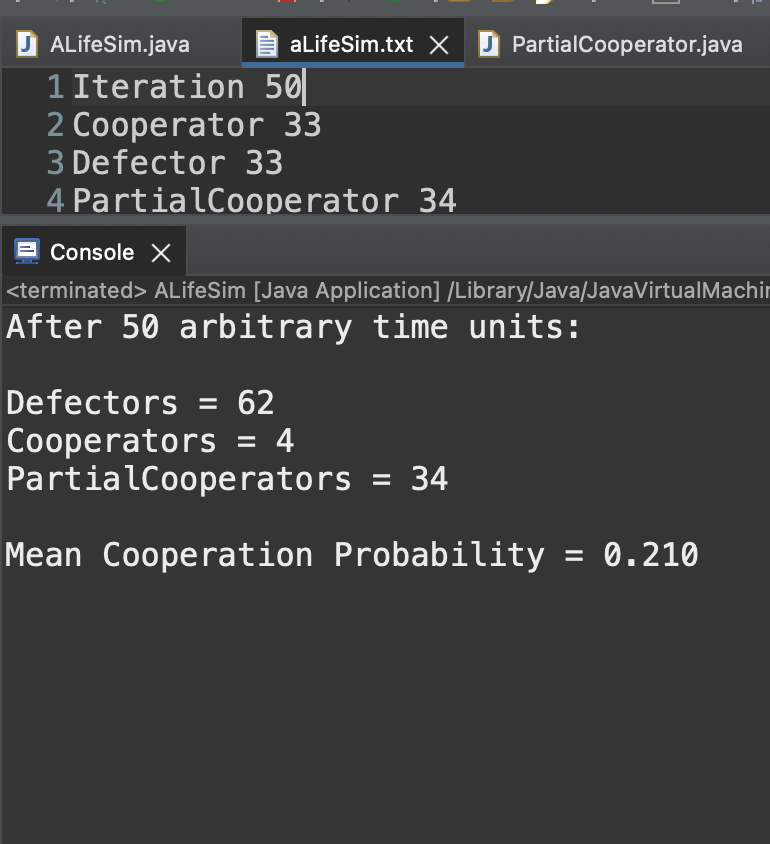 ALifeSim.java aLifeSim.txt PartialCooperator.java
1 Iteration 50
2 Cooperator 33
3 Defector 33
4 PartialCooperator 34
Console
<terminated> ALifeSim [Java Application] /Library/Java/JavaVirtualMachin
After 50 arbitrary time units:
Defectors = 62
Cooperators = 4
PartialCooperators = 34
Mean Cooperation Probability = 0.210